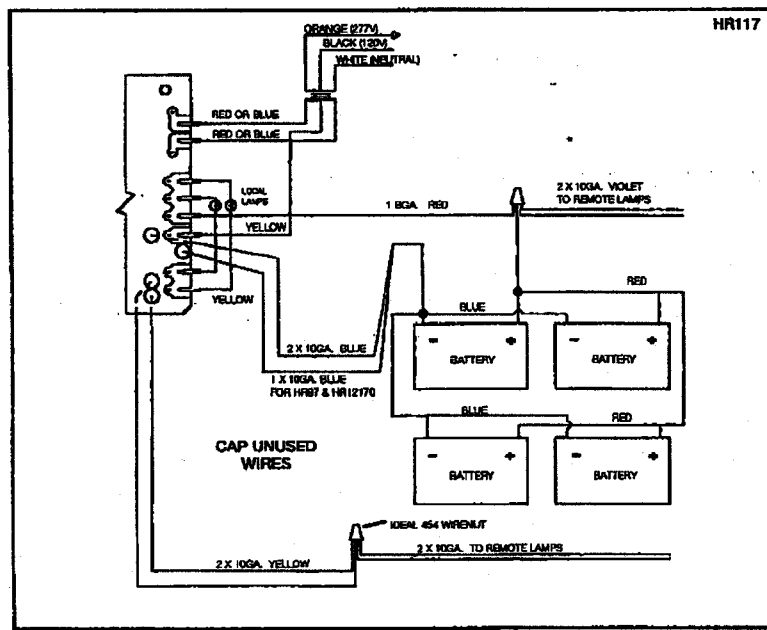 HR117
ORANGE (277V)
BLACK (120V)
WHITE (NEUTRAL)
RED OR BLUE
RED OR BLUE
LOCAL
LAMPS
2 X 10GA. VIOLET
TO REMOTE LAMPS
1 8GA. RED
YELLOW
RED
BLUE
YELLOW
2 X 10GA. BLUE
- BATTERY +
- BATTERY +
1 X 10GA. BLUE
FOR HR87 & HR12170
BLUE
RED
CAP UNUSED
WIRES
- BATTERY +
- BATTERY +
IDEAL 454 WIRENUT
2 X 10GA. YELLOW
2 X 10GA. TO REMOTE LAMPS